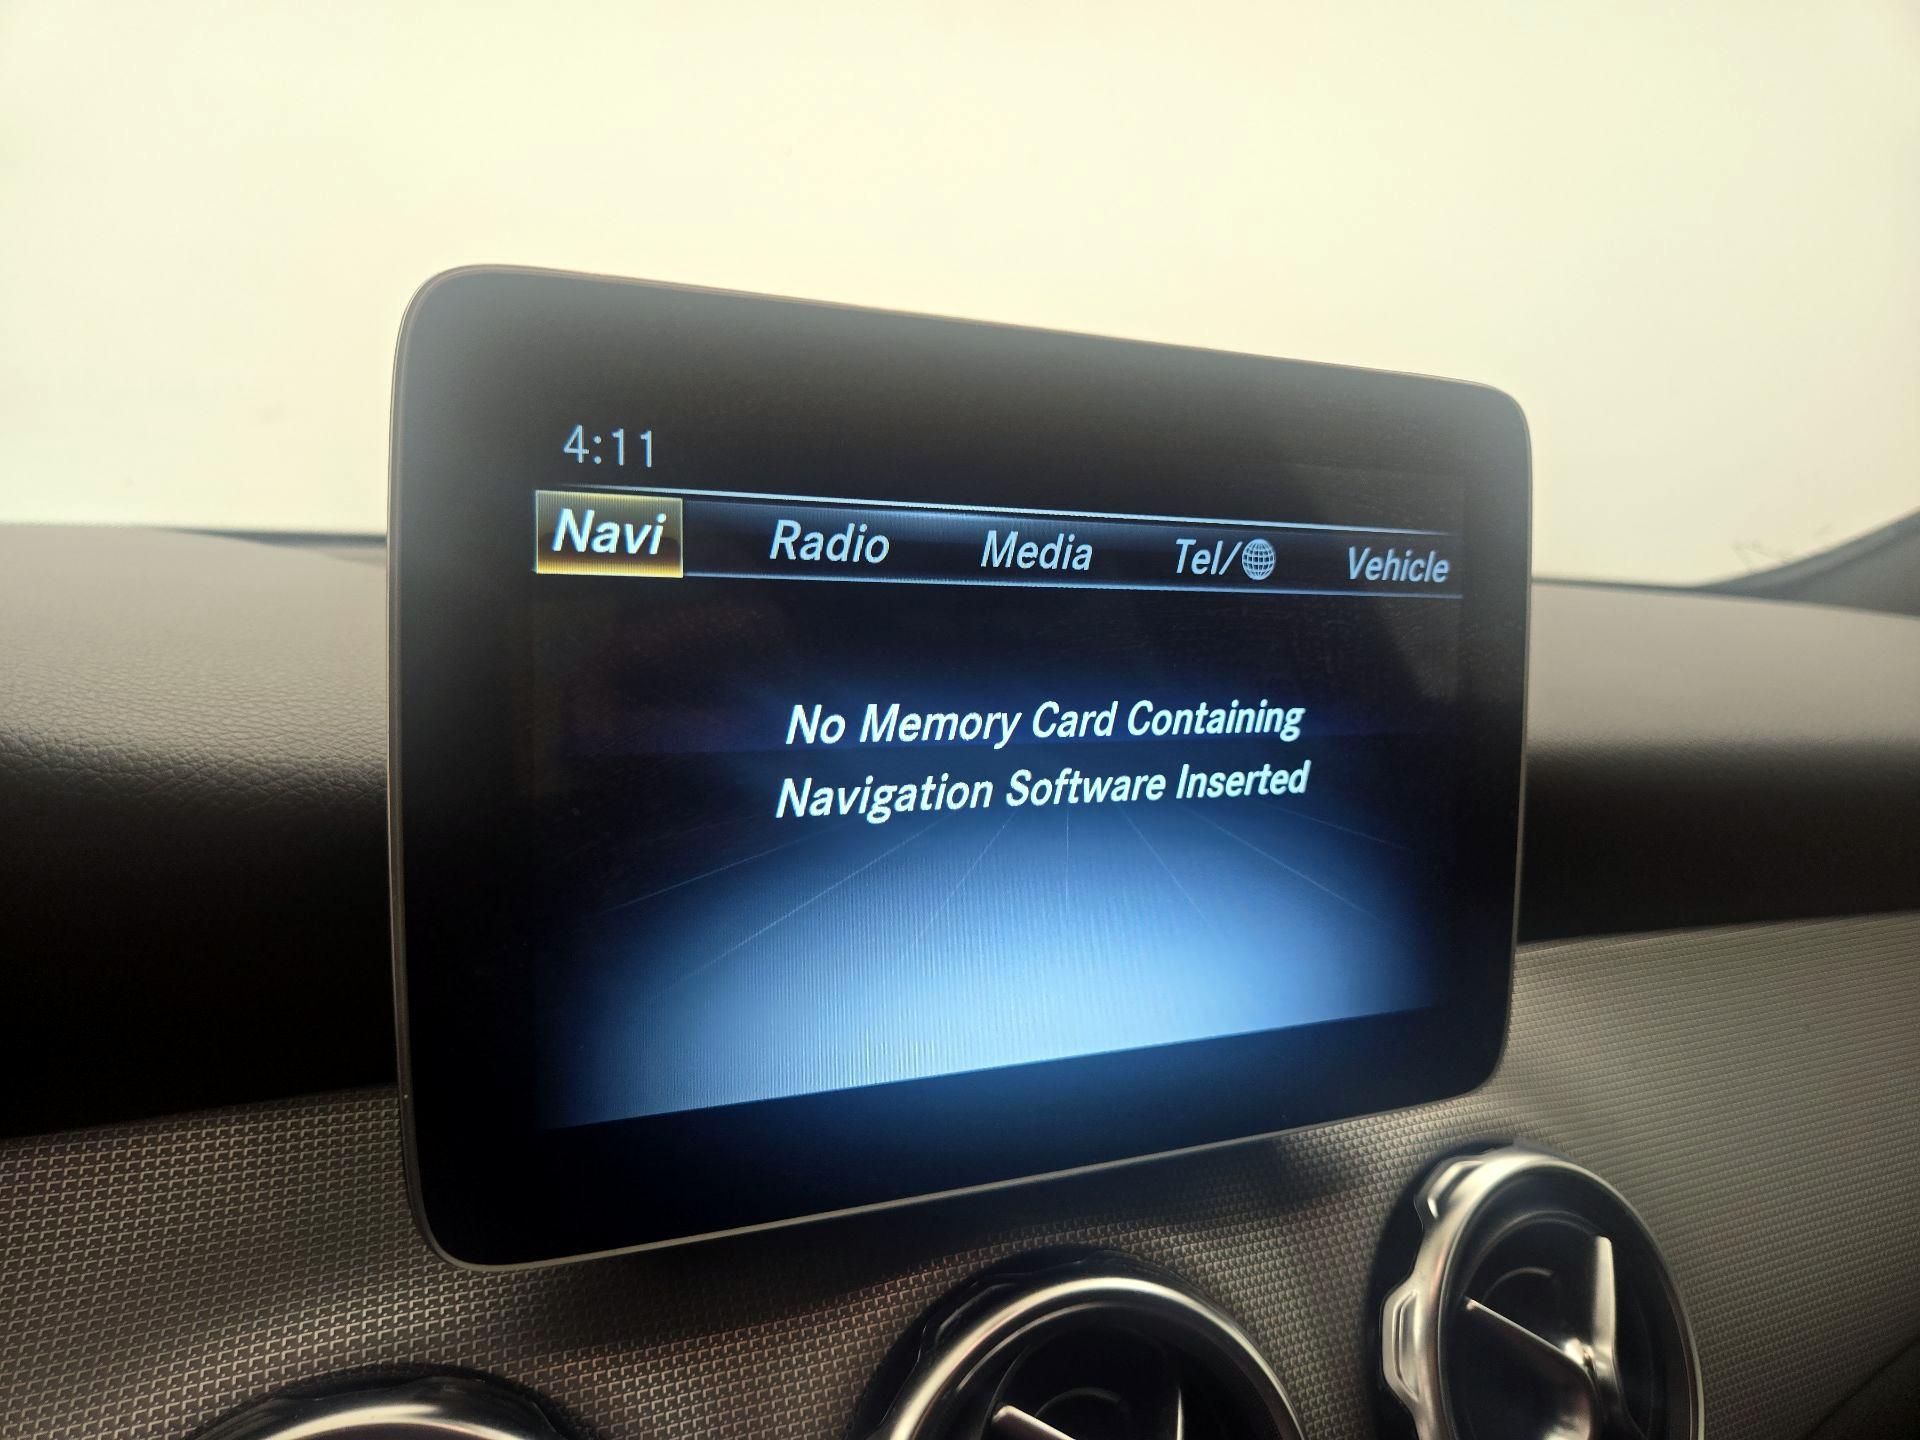 4:11
Navi Radio Media Tel/ Vehicle
No Memory Card Containing
Navigation Software Inserted